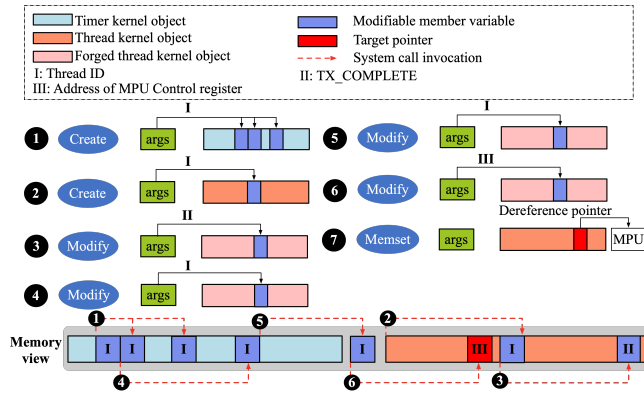 Timer kernel object
Modifiable member variable
Thread kernel object
Target pointer
Forged thread kernel object
System call invocation
I: Thread ID
II: TX_COMPLETE
III: Address of MPU Control register
I
1 Create args
I
5 Modify args
I
2 Create args
III
6 Modify args
II
3 Modify args
Dereference pointer
7 Memset args MPU
I
4 Modify args
1 5 2
Memory view
I I I I I III I II
4 6 3